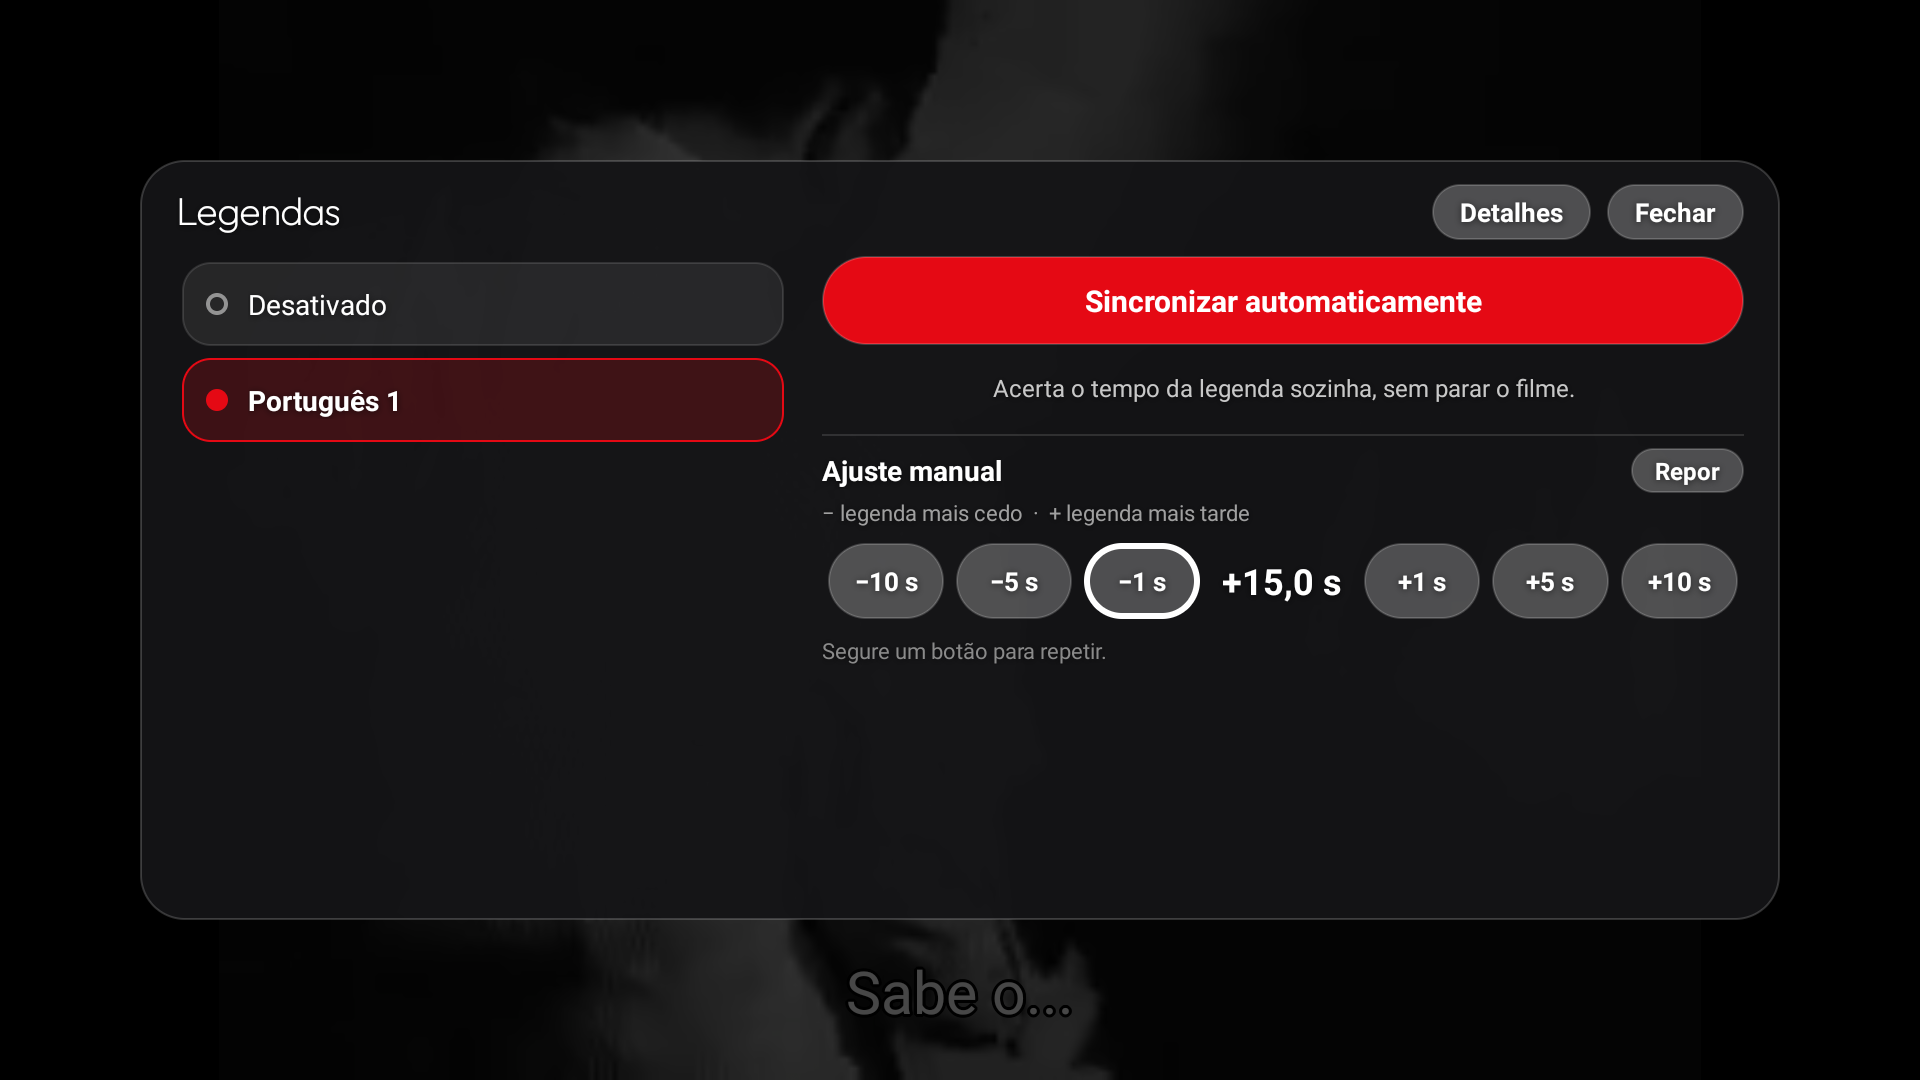 Legendas
Detalhes
Fechar
Desativado
Português 1
Sincronizar automaticamente
Acerta o tempo da legenda sozinha, sem parar o filme.
Ajuste manual
Repor
− legenda mais cedo · + legenda mais tarde
−10 s
−5 s
−1 s
+15,0 s
+1 s
+5 s
+10 s
Segure um botão para repetir.
Sabe o...